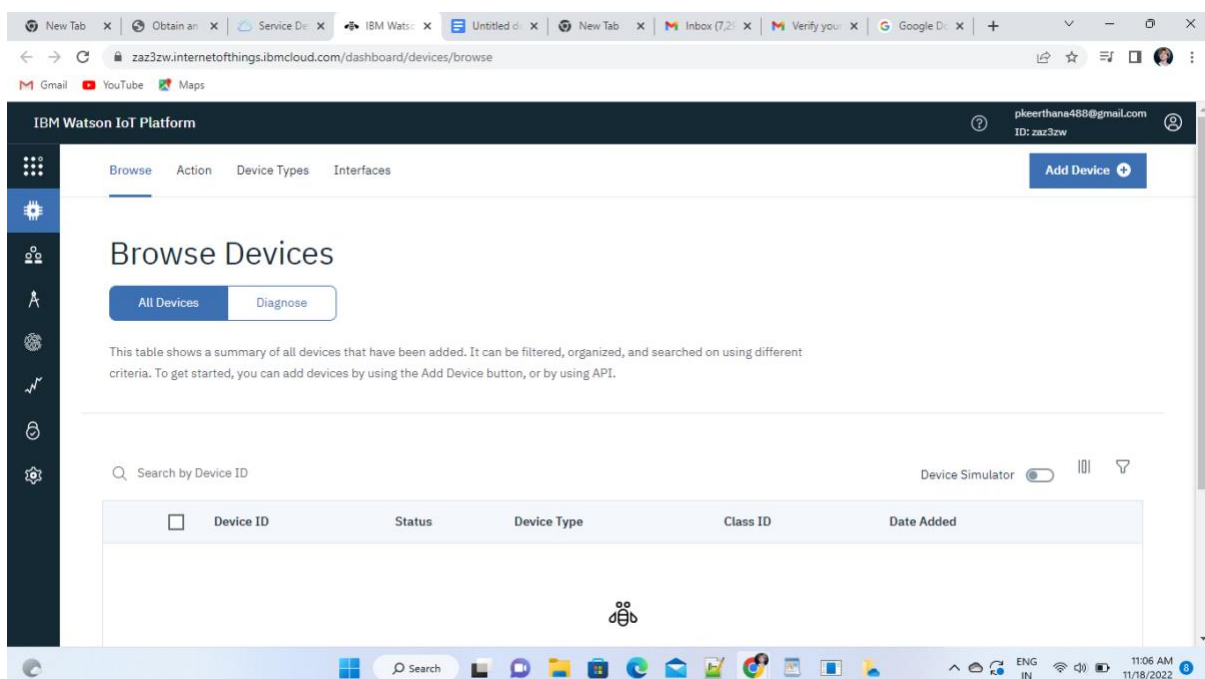 New Tab Obtain an Service De IBM Watso Untitled d New Tab Inbox (7,29 Verify your Google Do
zaz3zw.internetofthings.ibmcloud.com/dashboard/devices/browse
Gmail YouTube Maps
IBM Watson IoT Platform
pkeerthana488@gmail.com
ID: zaz3zw
Browse Action Device Types Interfaces Add Device
Browse Devices
All Devices Diagnose
This table shows a summary of all devices that have been added. It can be filtered, organized, and searched on using different
criteria. To get started, you can add devices by using the Add Device button, or by using API.
Search by Device ID Device Simulator
Device ID Status Device Type Class ID Date Added
Search
ENG
IN
11:06 AM
11/18/2022
8